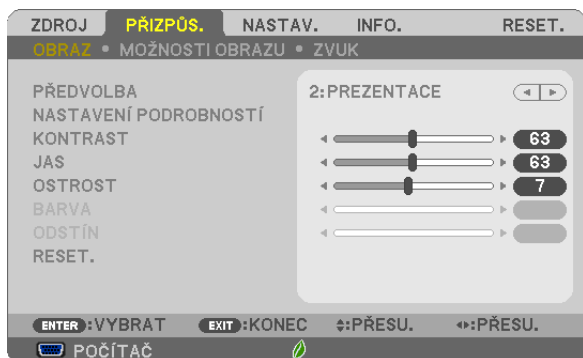 ZDROJ PŘIZPŮS. NASTAV. INFO. RESET.
OBRAZ • MOŽNOSTI OBRAZU • ZVUK
PŘEDVOLBA 2:PREZENTACE
NASTAVENÍ PODROBNOSTÍ
KONTRAST 63
JAS 63
OSTROST 7
BARVA
ODSTÍN
RESET.
ENTER:VYBRAT EXIT:KONEC :PŘESU. :PŘESU.
POČÍTAČ